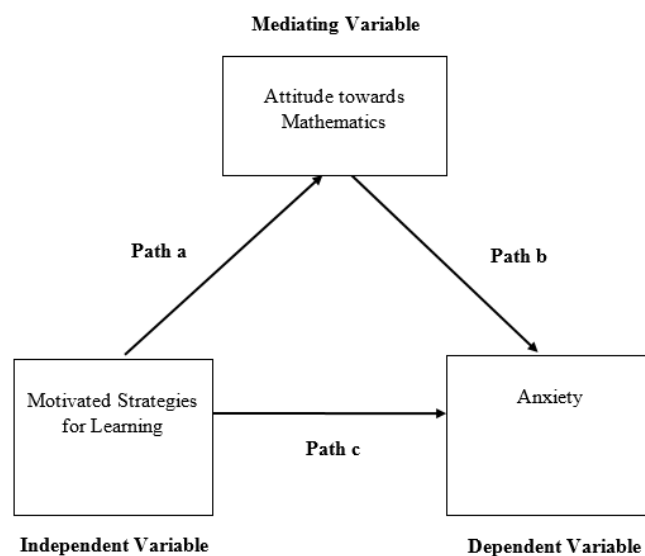 Mediating Variable
Attitude towards
Mathematics
Path a
Path b
Motivated Strategies
for Learning
Anxiety
Path c
Independent Variable
Dependent Variable